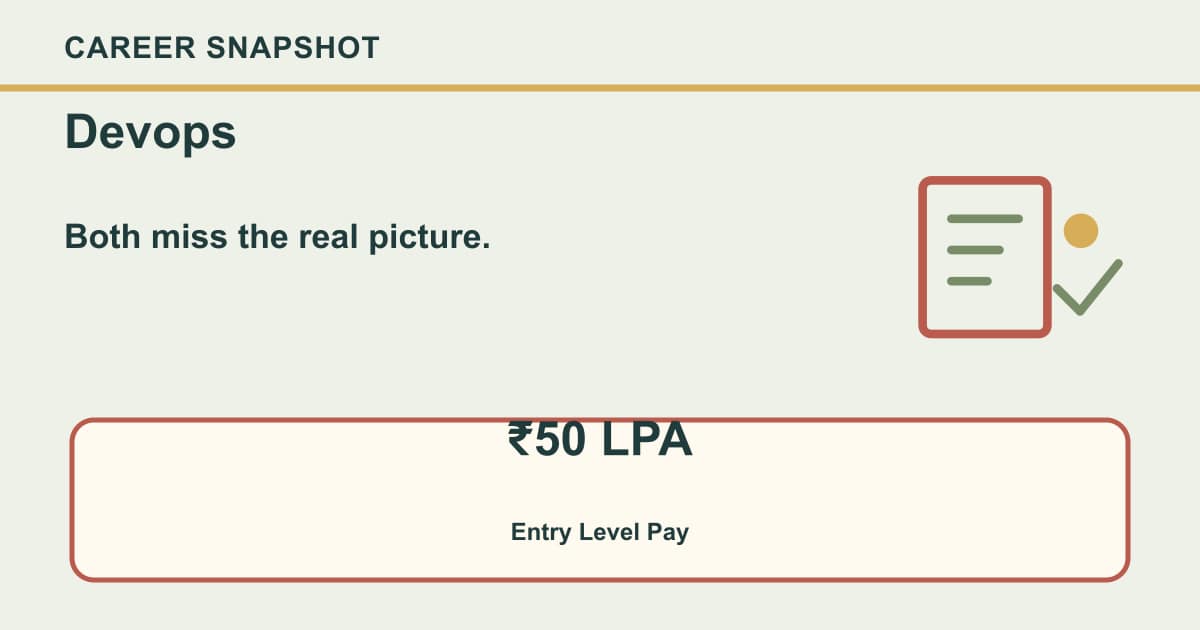 CAREER SNAPSHOT
Devops
Both miss the real picture.
₹50 LPA
Entry Level Pay